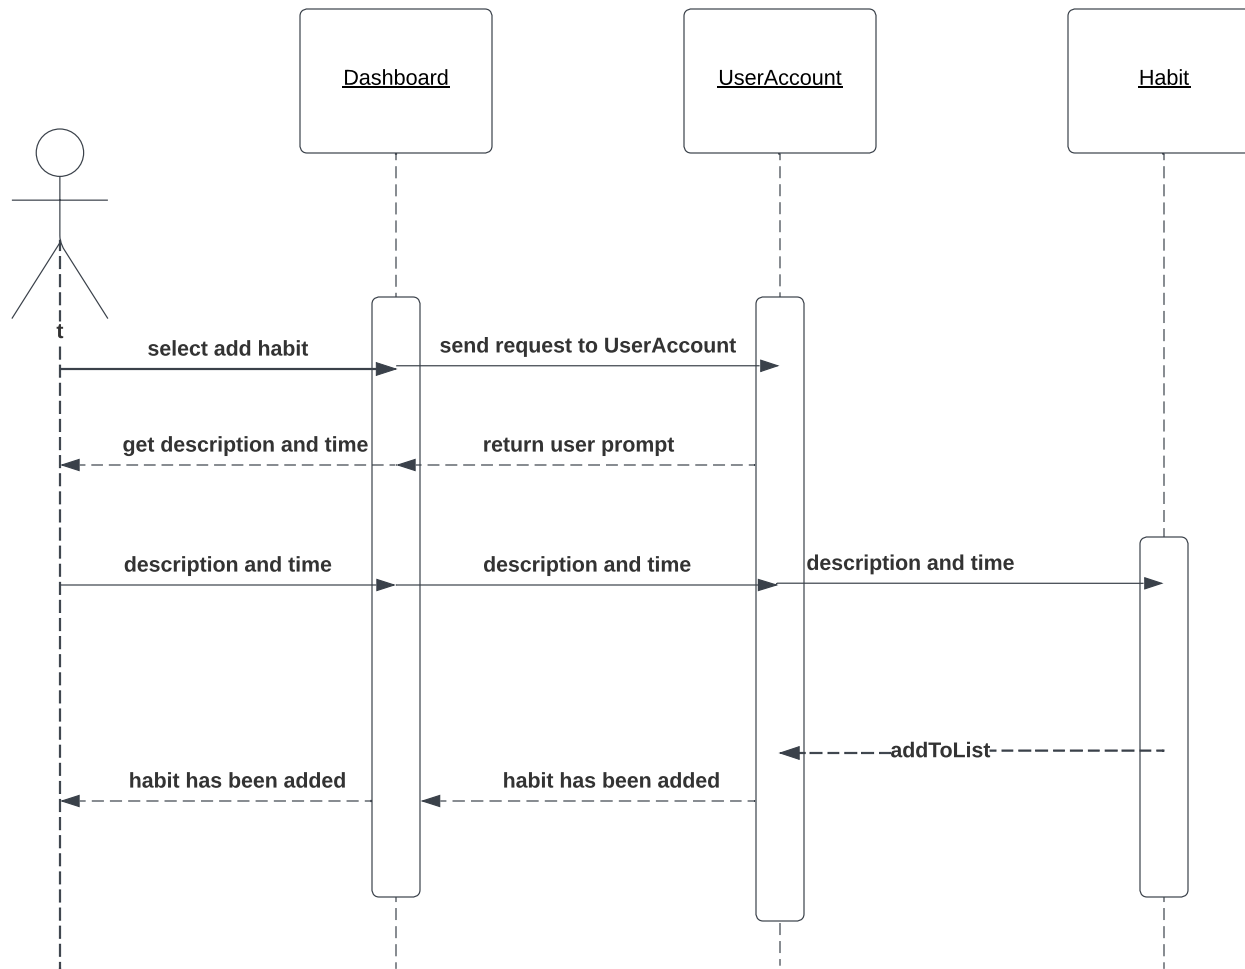 Dashboard
UserAccount
Habit
t
select add habit
send request to UserAccount
get description and time
return user prompt
description and time
description and time
description and time
addToList
habit has been added
habit has been added